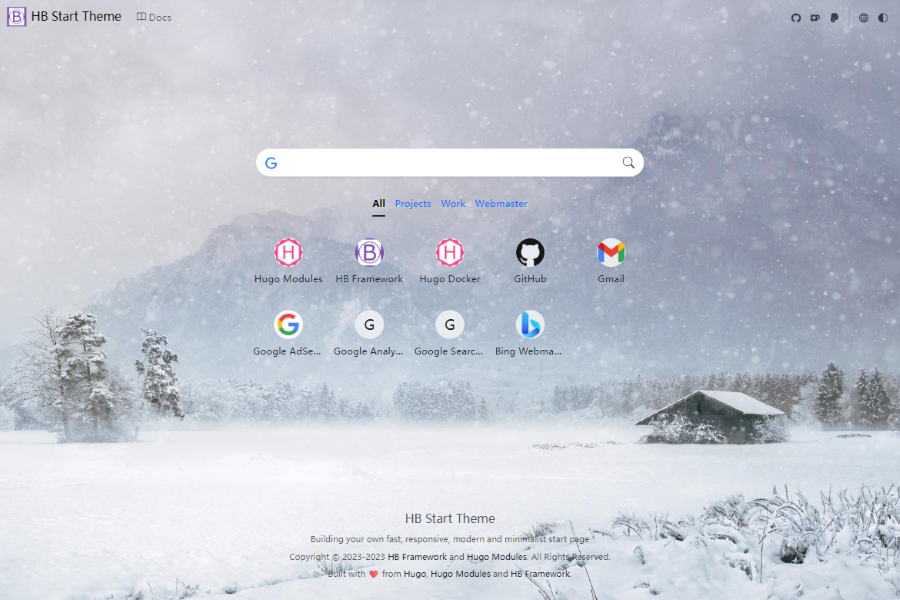 HB Start Theme
Docs
All Projects Work Webmaster
Hugo Modules HB Framework Hugo Docker GitHub Gmail
G G
Google AdSe... Google Analy... Google Searc... Bing Webma...
HB Start Theme
Building your own fast, responsive, modern and minimalist start page
Copyright © 2023-2023 HB Framework and Hugo Modules. All Rights Reserved.
Built with ❤ from Hugo, Hugo Modules and HB Framework.